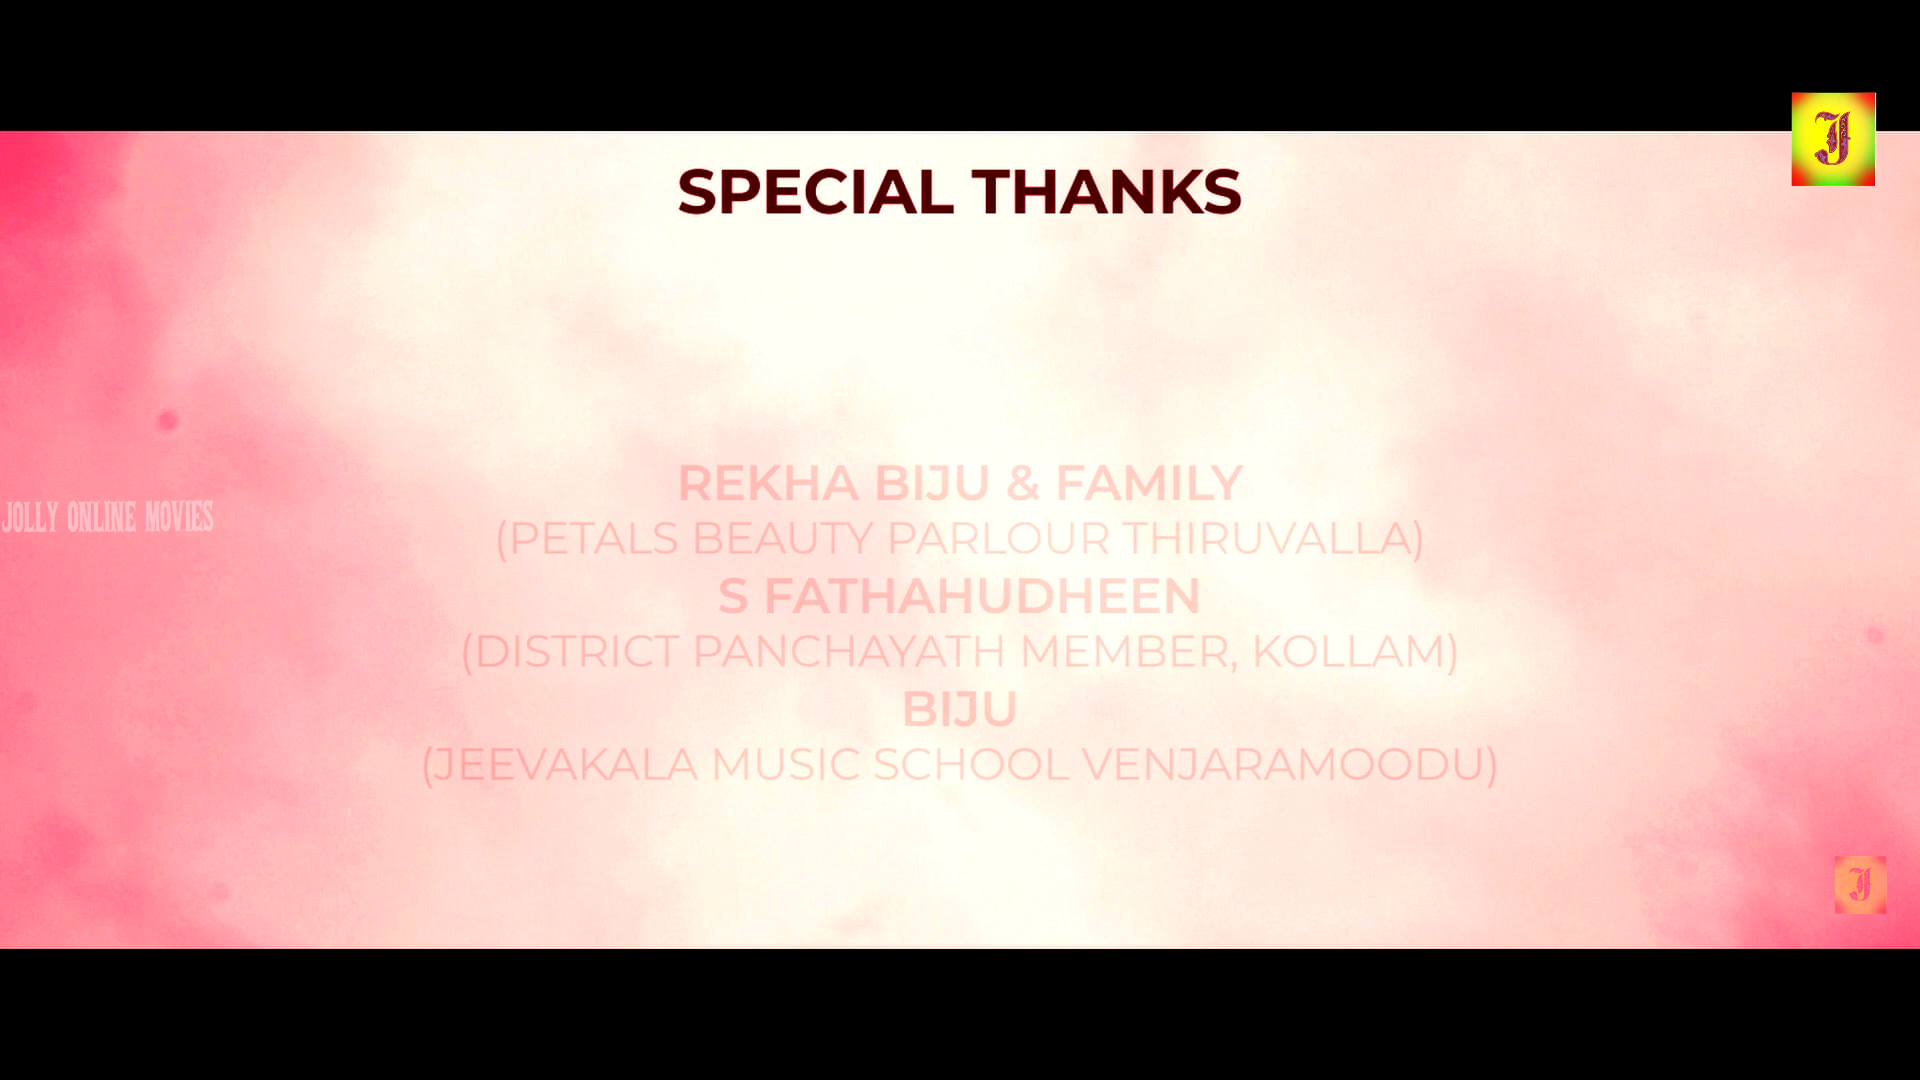 SPECIAL THANKS
REKHA BIJU & FAMILY
(PETALS BEAUTY PARLOUR THIRUVALLA)
JOLLY ONLINE MOVIES
S FATHAHUDHEEN
(DISTRICT PANCHAYATH MEMBER, KOLLAM)
BIJU
(JEEVAKALA MUSIC SCHOOL VENJARAMOODU)
J
J